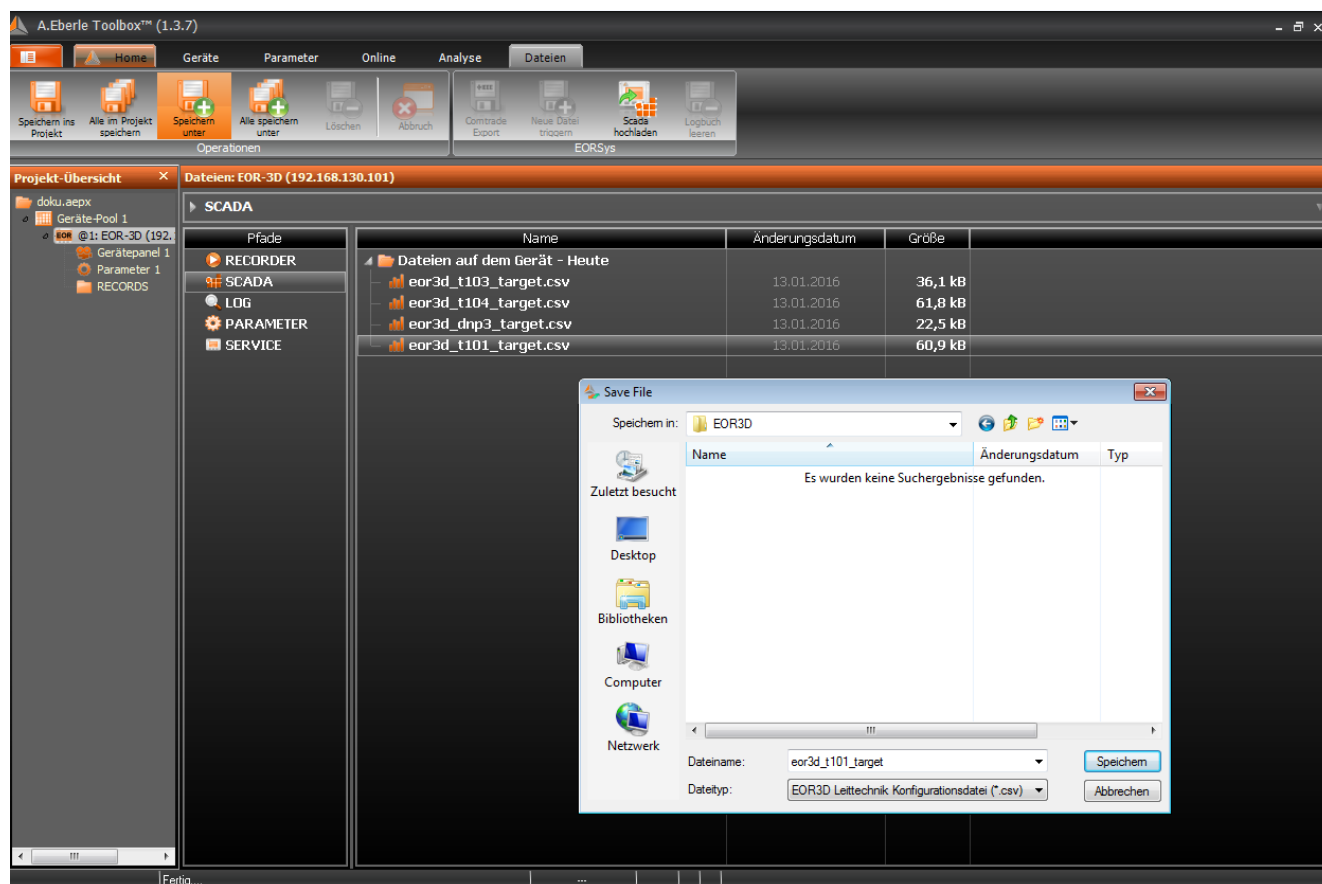 A.Eberle Toolbox™ (1.3.7)
Home Geräte Parameter Online Analyse Dateien
Speichern ins Projekt
Alle im Projekt speichern
Speichern unter
Alle speichern unter
Löschen
Abbruch
Comtrade Export
Neue Datei triggern
Scada hochladen
Logbuch leeren
Operationen
EORSys
Projekt-Übersicht
doku.aepx
Geräte-Pool 1
EOR @1: EOR-3D (192.
Gerätepanel 1
Parameter 1
RECORDS
Dateien: EOR-3D (192.168.130.101)
SCADA
Pfade
RECORDER
SCADA
LOG
PARAMETER
SERVICE
Name Änderungsdatum Größe
Dateien auf dem Gerät - Heute
eor3d_t103_target.csv 13.01.2016 36,1 kB
eor3d_t104_target.csv 13.01.2016 61,8 kB
eor3d_dnp3_target.csv 13.01.2016 22,5 kB
eor3d_t101_target.csv 13.01.2016 60,9 kB
Save File
Speichern in: EOR3D
Name Änderungsdatum Typ
Es wurden keine Suchergebnisse gefunden.
Zuletzt besucht
Desktop
Bibliotheken
Computer
Netzwerk
Dateiname: eor3d_t101_target Speichern
Dateityp: EOR3D Leittechnik Konfigurationsdatei (*.csv) Abbrechen
Fertig.... ...